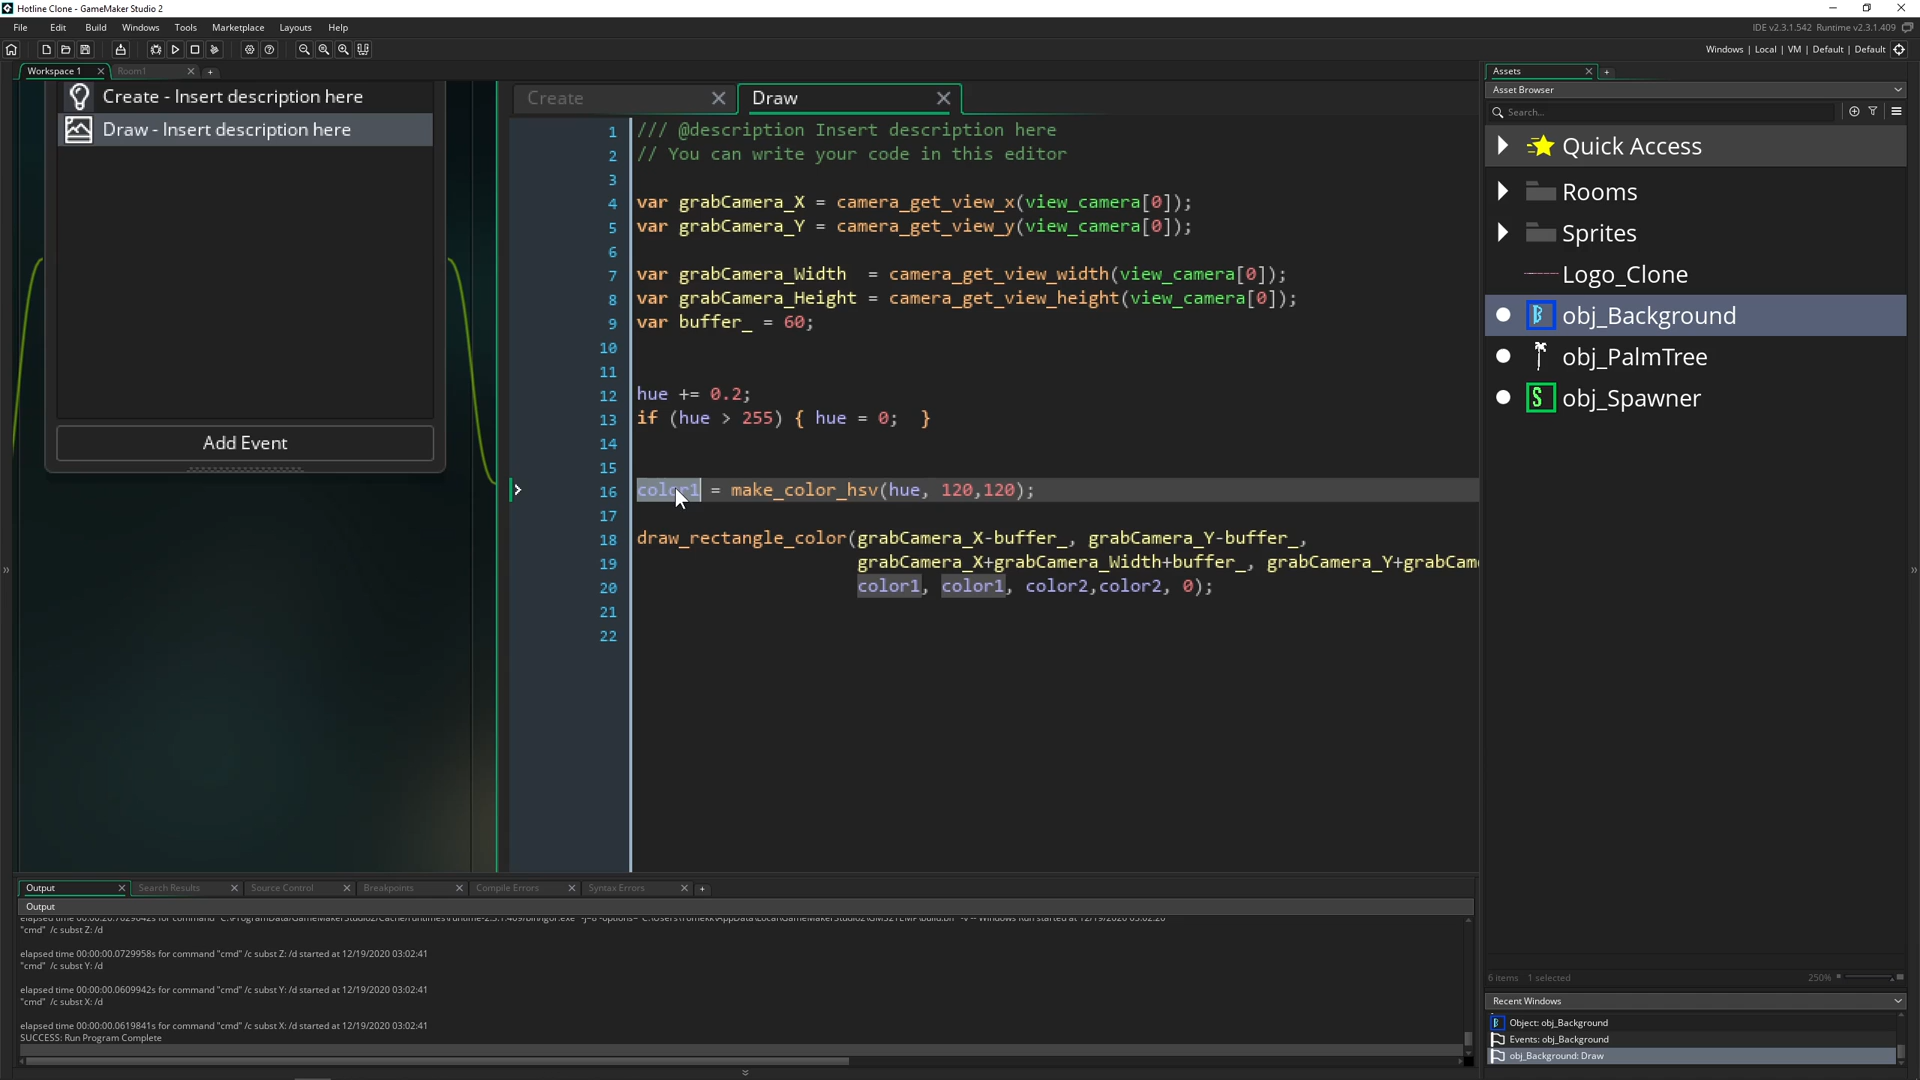 Hotline Clone - GameMaker Studio 2
File Edit Build Windows Tools Marketplace Layouts Help
IDE v2.3.1.542 Runtime v2.3.1.409
Windows | Local | VM | Default | Default
Workspace 1
Room1
Create - Insert description here
Draw - Insert description here
Add Event
Create
Draw
1 /// @description Insert description here
2 // You can write your code in this editor
3
4 var grabCamera_X = camera_get_view_x(view_camera[0]);
5 var grabCamera_Y = camera_get_view_y(view_camera[0]);
6
7 var grabCamera_Width  = camera_get_view_width(view_camera[0]);
8 var grabCamera_Height = camera_get_view_height(view_camera[0]);
9 var buffer_ = 60;
10
11
12 hue += 0.2;
13 if (hue > 255) { hue = 0;  }
14
15
16 color1 = make_color_hsv(hue, 120,120);
17
18 draw_rectangle_color(grabCamera_X-buffer_, grabCamera_Y-buffer_,
19 grabCamera_X+grabCamera_Width+buffer_, grabCamera_Y+grabCam
20 color1, color1, color2,color2, 0);
21
22
Assets
Asset Browser
Search...
Quick Access
Rooms
Sprites
Logo_Clone
obj_Background
obj_PalmTree
obj_Spawner
6 items 1 selected
250%
Recent Windows
Object: obj_Background
Events: obj_Background
obj_Background: Draw
Output Search Results Source Control Breakpoints Compile Errors Syntax Errors
Output
"cmd" /c subst Z: /d
elapsed time 00:00:00.0729958s for command "cmd" /c subst Z: /d started at 12/19/2020 03:02:41
"cmd" /c subst Y: /d
elapsed time 00:00:00.0609942s for command "cmd" /c subst Y: /d started at 12/19/2020 03:02:41
"cmd" /c subst X: /d
elapsed time 00:00:00.0619841s for command "cmd" /c subst X: /d started at 12/19/2020 03:02:41
SUCCESS: Run Program Complete